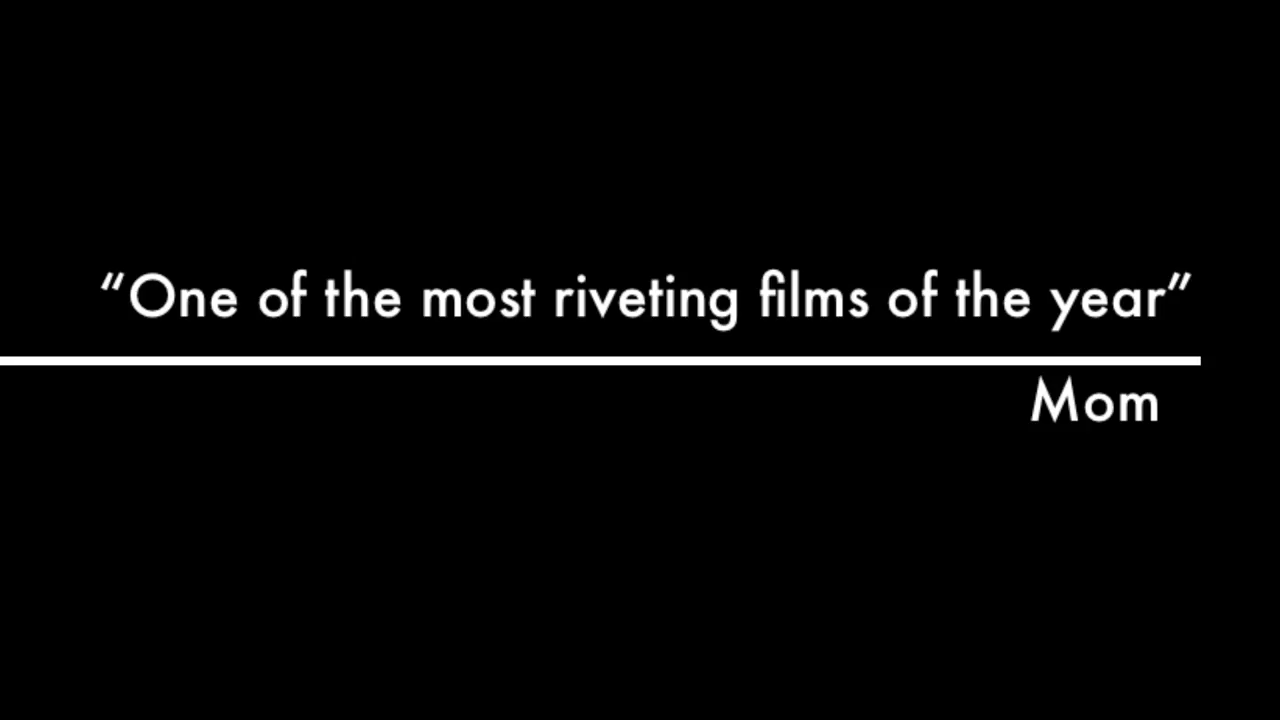 “One of the most riveting films of the year”
Mom